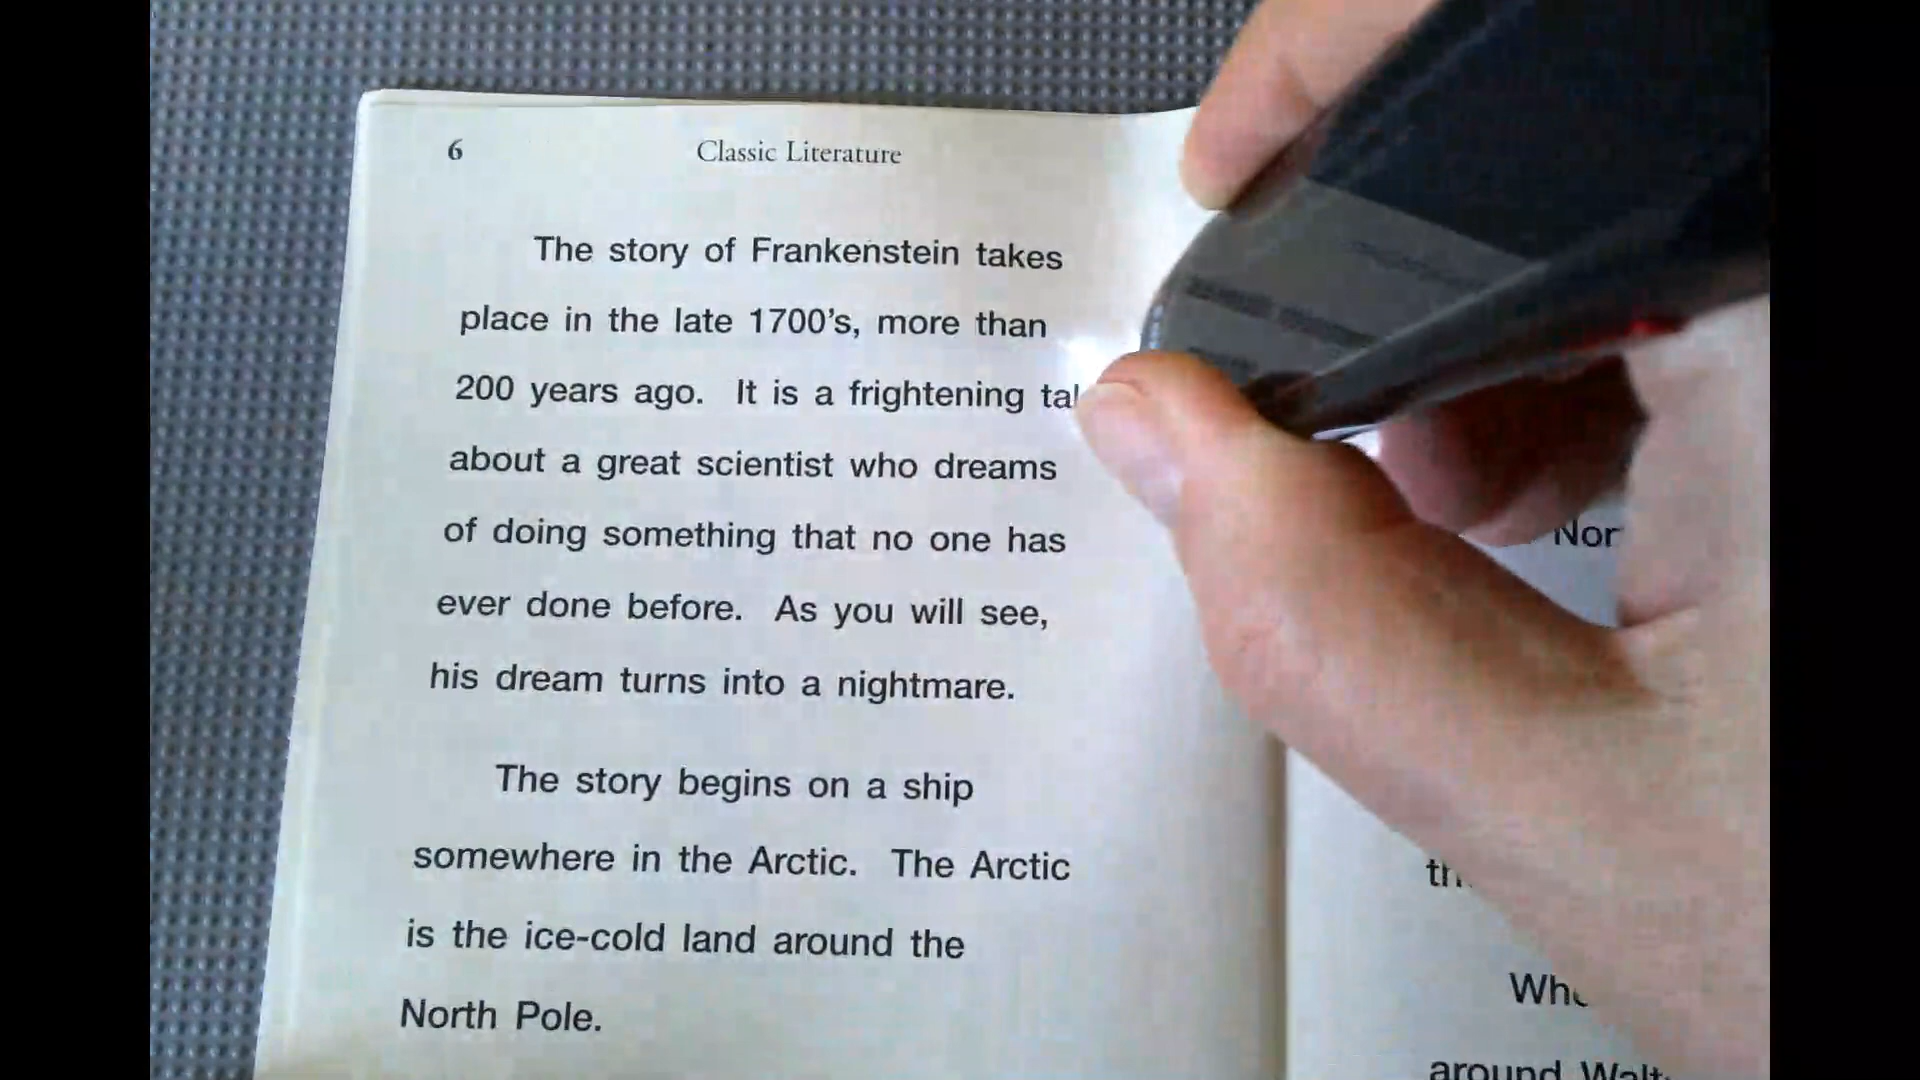 6
Classic Literature
The story of Frankenstein takes
place in the late 1700's, more than
200 years ago. It is a frightening
about a great scientist who dreams
of doing something that no one has
ever done before. As you will see,
his dream turns into a nightmare.
The story begins on a ship
somewhere in the Arctic. The Arctic
is the ice-cold land around the
North Pole.
around